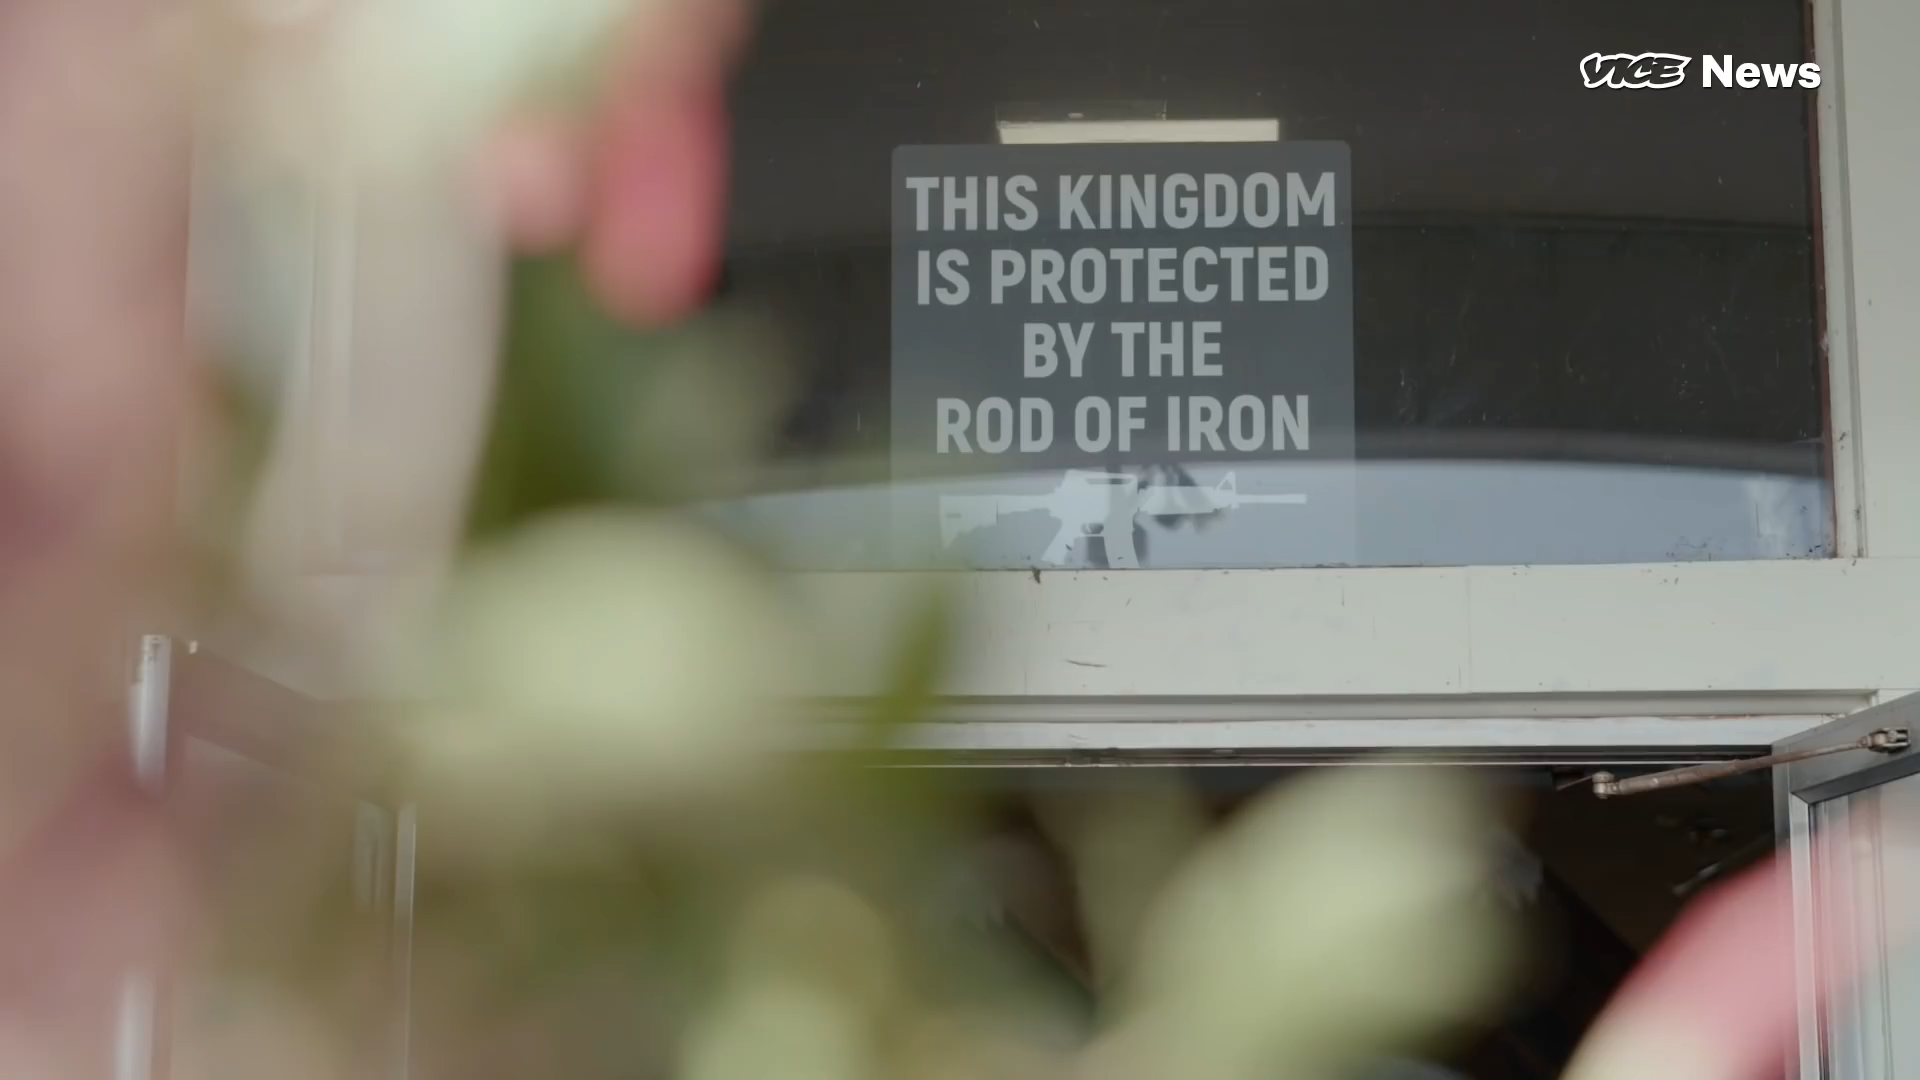 VICE News
THIS KINGDOM
IS PROTECTED
BY THE
ROD OF IRON